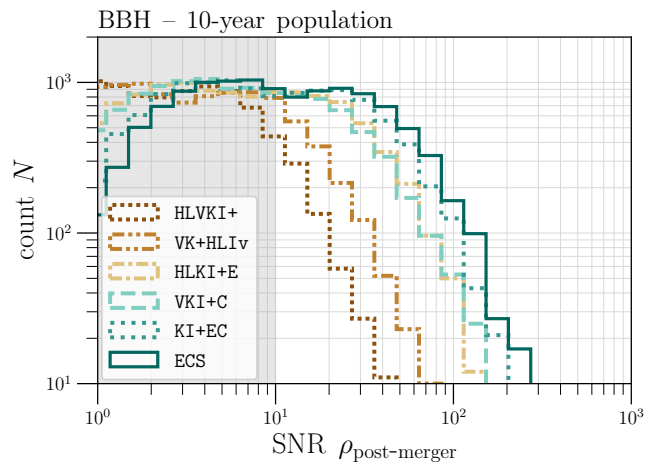 BBH – 10-year population
count N
10³
10²
10¹
HLVKI+
VK+HLIv
HLKI+E
VKI+C
KI+EC
ECS
10⁰ 10¹ 10² 10³
SNR ρpost-merger